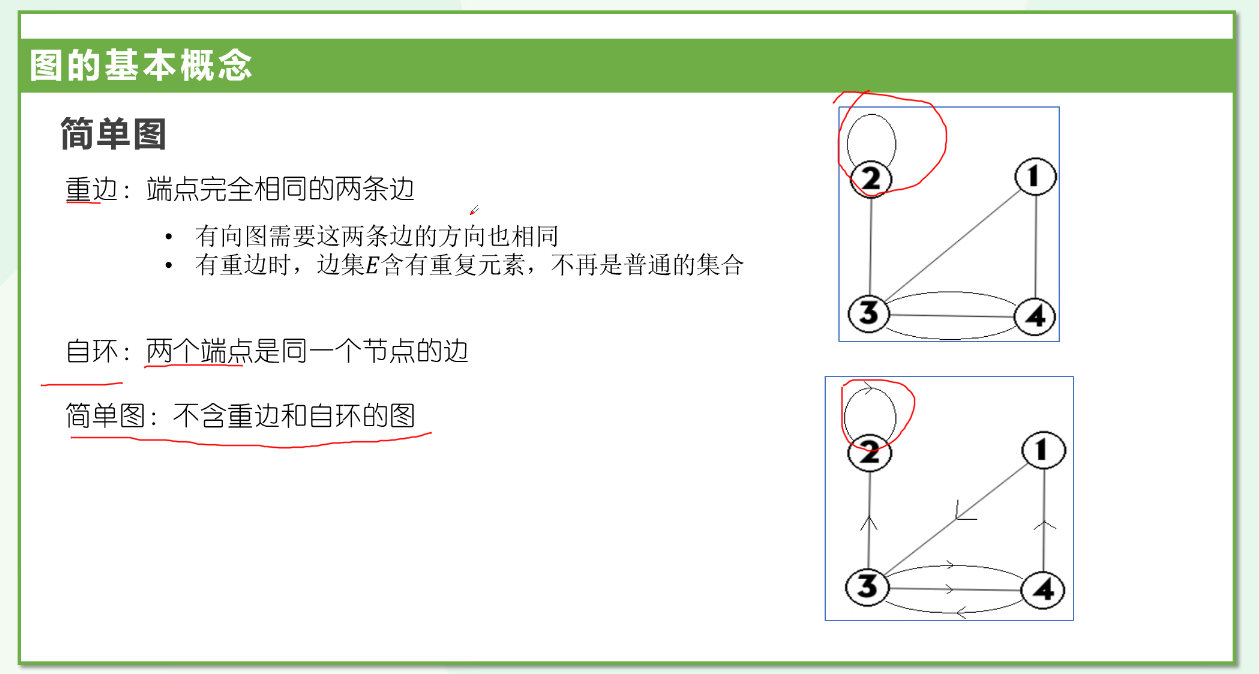 图的基本概念
简单图
重边：端点完全相同的两条边
• 有向图需要这两条边的方向也相同
• 有重边时，边集E含有重复元素，不再是普通的集合
自环：两个端点是同一个节点的边
简单图：不含重边和自环的图
2
1
3
4
2
1
3
4